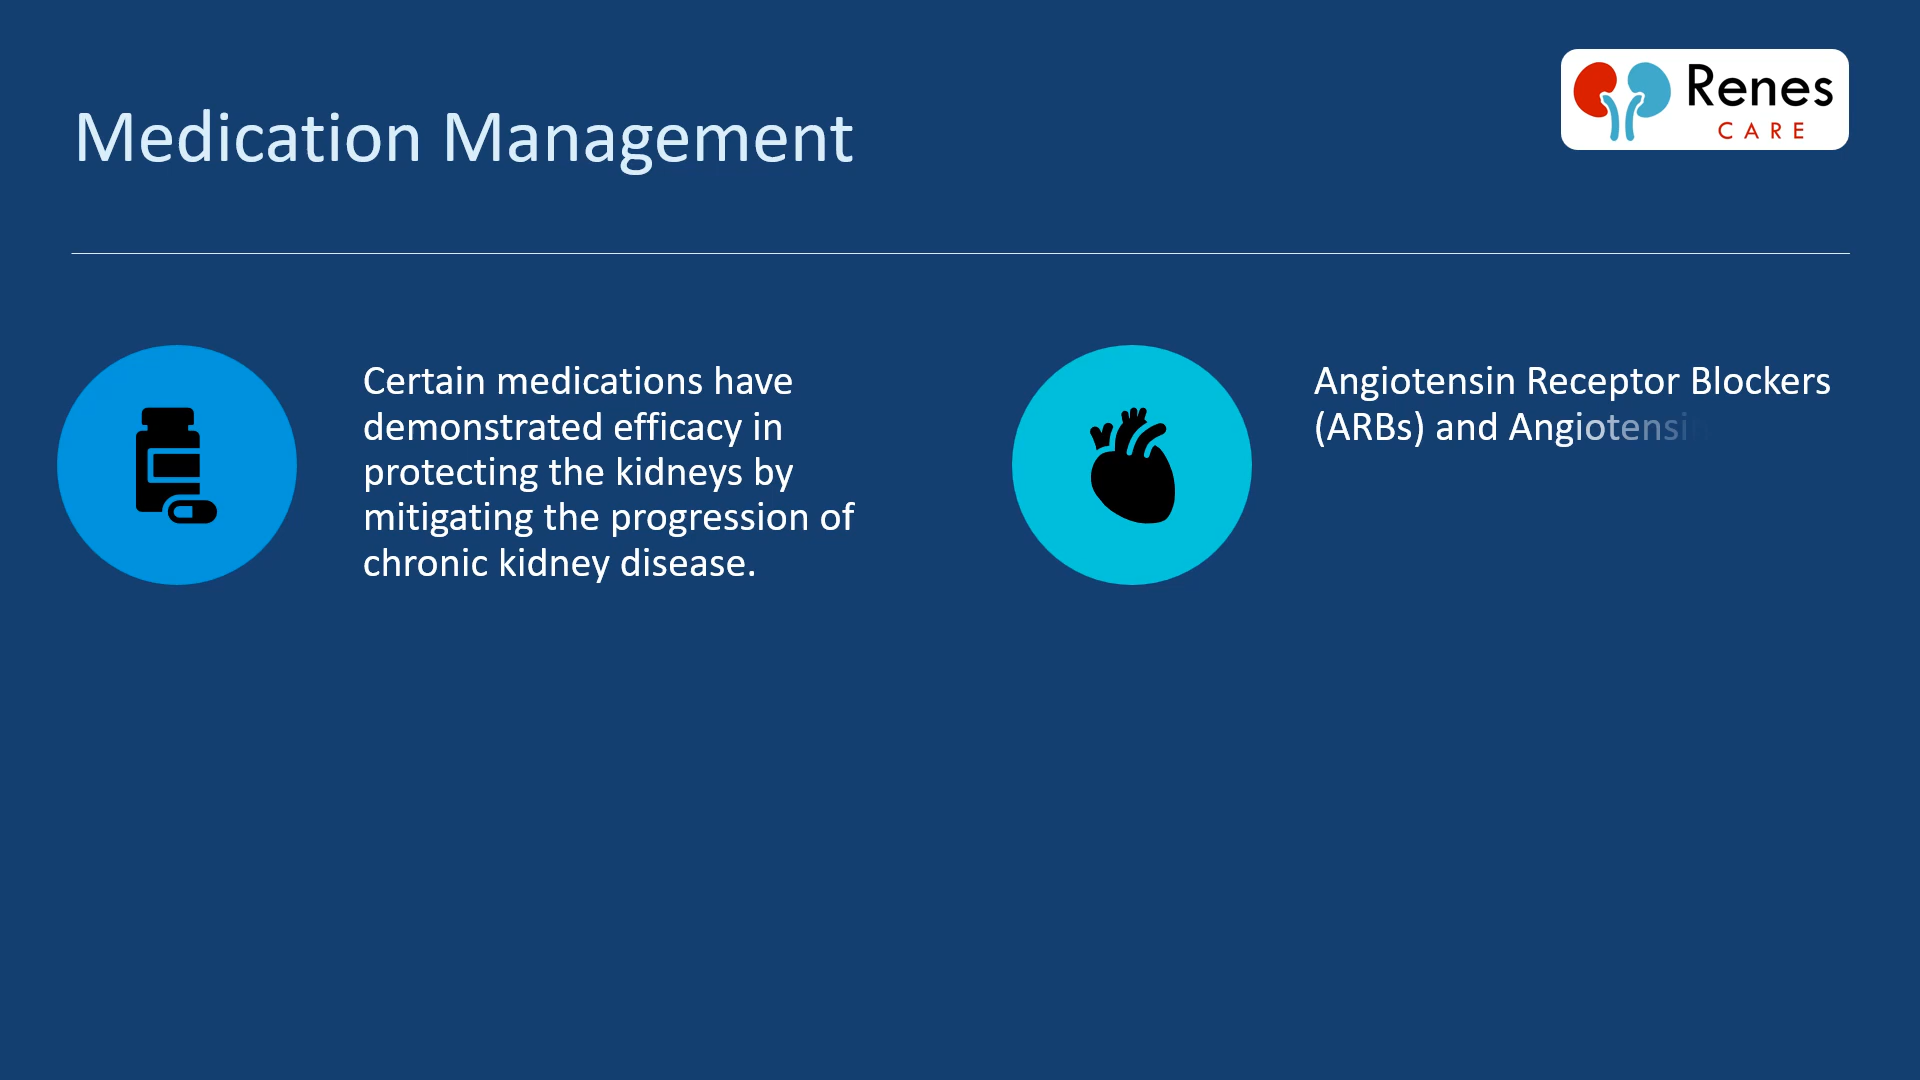 Renes
CARE
Medication Management
Certain medications have
demonstrated efficacy in
protecting the kidneys by
mitigating the progression of
chronic kidney disease.
Angiotensin Receptor Blockers
(ARBs) and Angiotensin